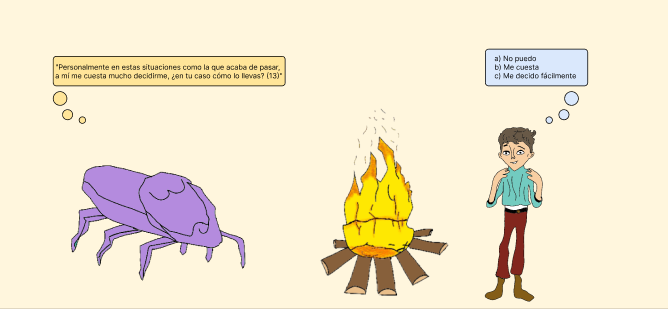 "Personalmente en estas situaciones como la que acaba de pasar,
a mí me cuesta mucho decidirme, ¿en tu caso cómo lo llevas? (13)"
a) No puedo
b) Me cuesta
c) Me decido fácilmente